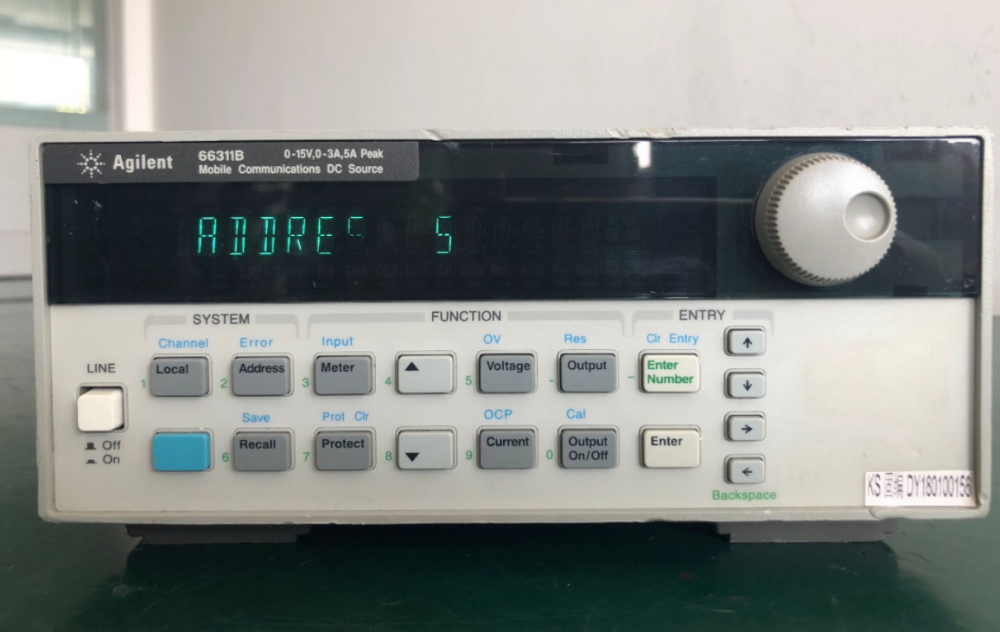 Agilent 66311B 0-15V,0-3A,5A Peak
Mobile Communications DC Source
ADDRES 5
SYSTEM FUNCTION ENTRY
Channel Error Input OV Res Clr Entry
LINE
1 Local 2 Address 3 Meter 4 ▲ 5 Voltage . Output - Enter Number ↑
↓
Off
On
Save Prot Clr OCP Cal
6 Recall 7 Protect 8 ▼ 9 Current 0 Output On/Off Enter →
←
Backspace
KS DY180100156